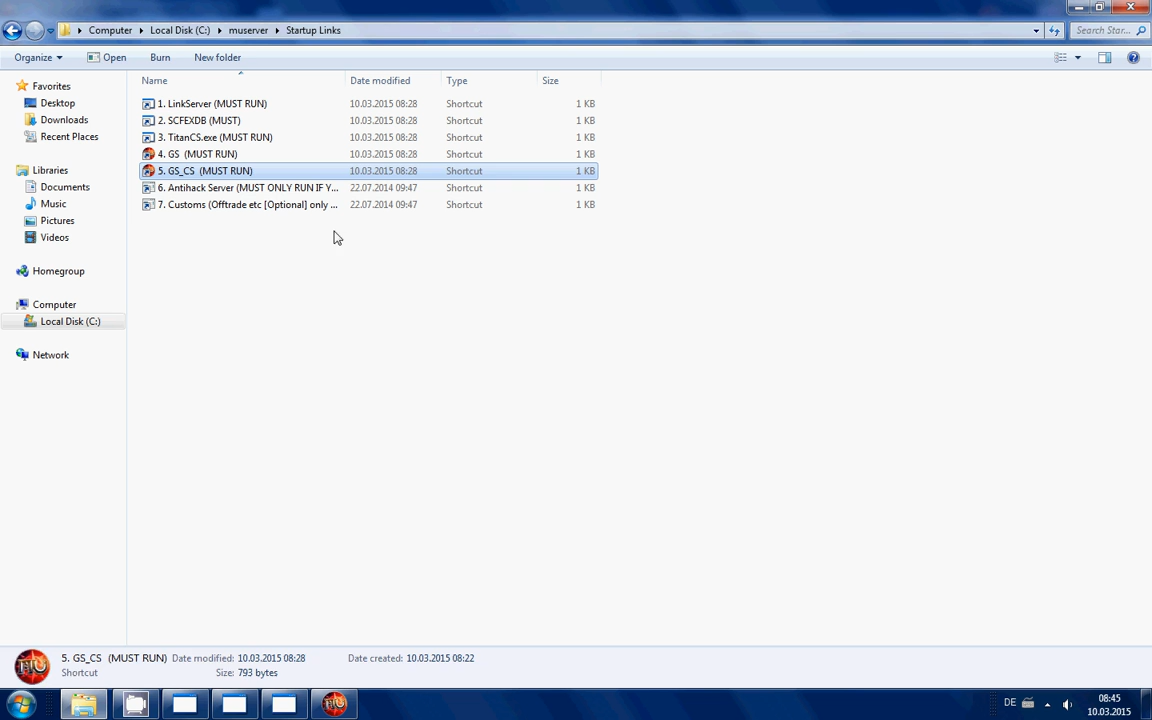 Computer Local Disk (C:) muserver Startup Links
Search Star...
Organize Open Burn New folder
Name Date modified Type Size
Favorites
Desktop
Downloads
Recent Places
Libraries
Documents
Music
Pictures
Videos
Homegroup
Computer
Local Disk (C:)
Network
1. LinkServer (MUST RUN) 10.03.2015 08:28 Shortcut 1 KB
2. SCFEXDB (MUST) 10.03.2015 08:28 Shortcut 1 KB
3. TitanCS.exe (MUST RUN) 10.03.2015 08:28 Shortcut 1 KB
4. GS (MUST RUN) 10.03.2015 08:28 Shortcut 1 KB
5. GS_CS (MUST RUN) 10.03.2015 08:28 Shortcut 1 KB
6. Antihack Server (MUST ONLY RUN IF Y... 22.07.2014 09:47 Shortcut 1 KB
7. Customs (Offtrade etc [Optional] only ... 22.07.2014 09:47 Shortcut 1 KB
MU
5. GS_CS (MUST RUN) Date modified: 10.03.2015 08:28 Date created: 10.03.2015 08:22
Shortcut Size: 793 bytes
DE 08:45
10.03.2015